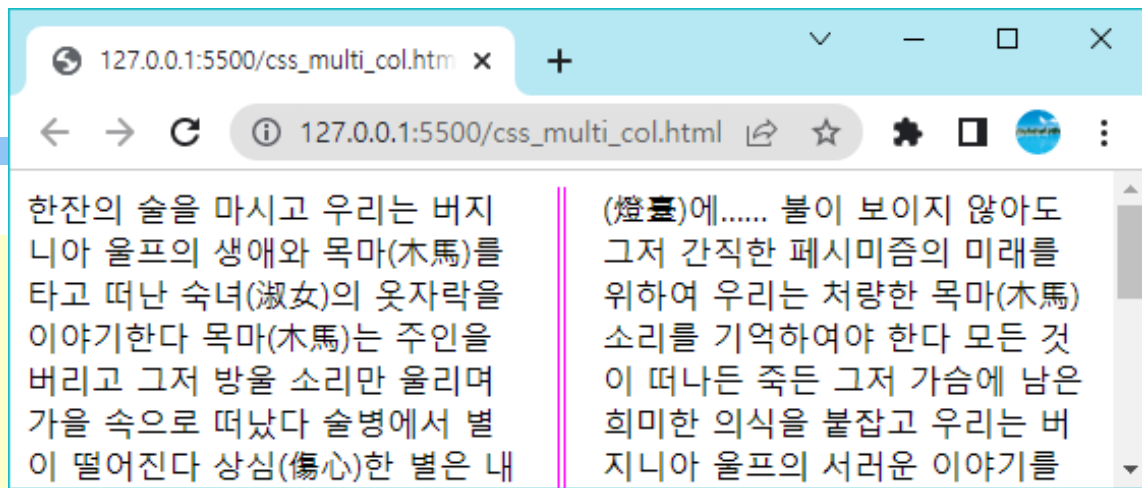 127.0.0.1:5500/css_multi_col.htm
127.0.0.1:5500/css_multi_col.html
한잔의 술을 마시고 우리는 버지
니아 울프의 생애와 목마(木馬)를
타고 떠난 숙녀(淑女)의 옷자락을
이야기한다 목마(木馬)는 주인을
버리고 그저 방울 소리만 울리며
가을 속으로 떠났다 술병에서 별
이 떨어진다 상심(傷心)한 별은 내
(燈臺)에...... 불이 보이지 않아도
그저 간직한 페시미즘의 미래를
위하여 우리는 처량한 목마(木馬)
소리를 기억하여야 한다 모든 것
이 떠나든 죽든 그저 가슴에 남은
희미한 의식을 붙잡고 우리는 버
지니아 울프의 서러운 이야기를